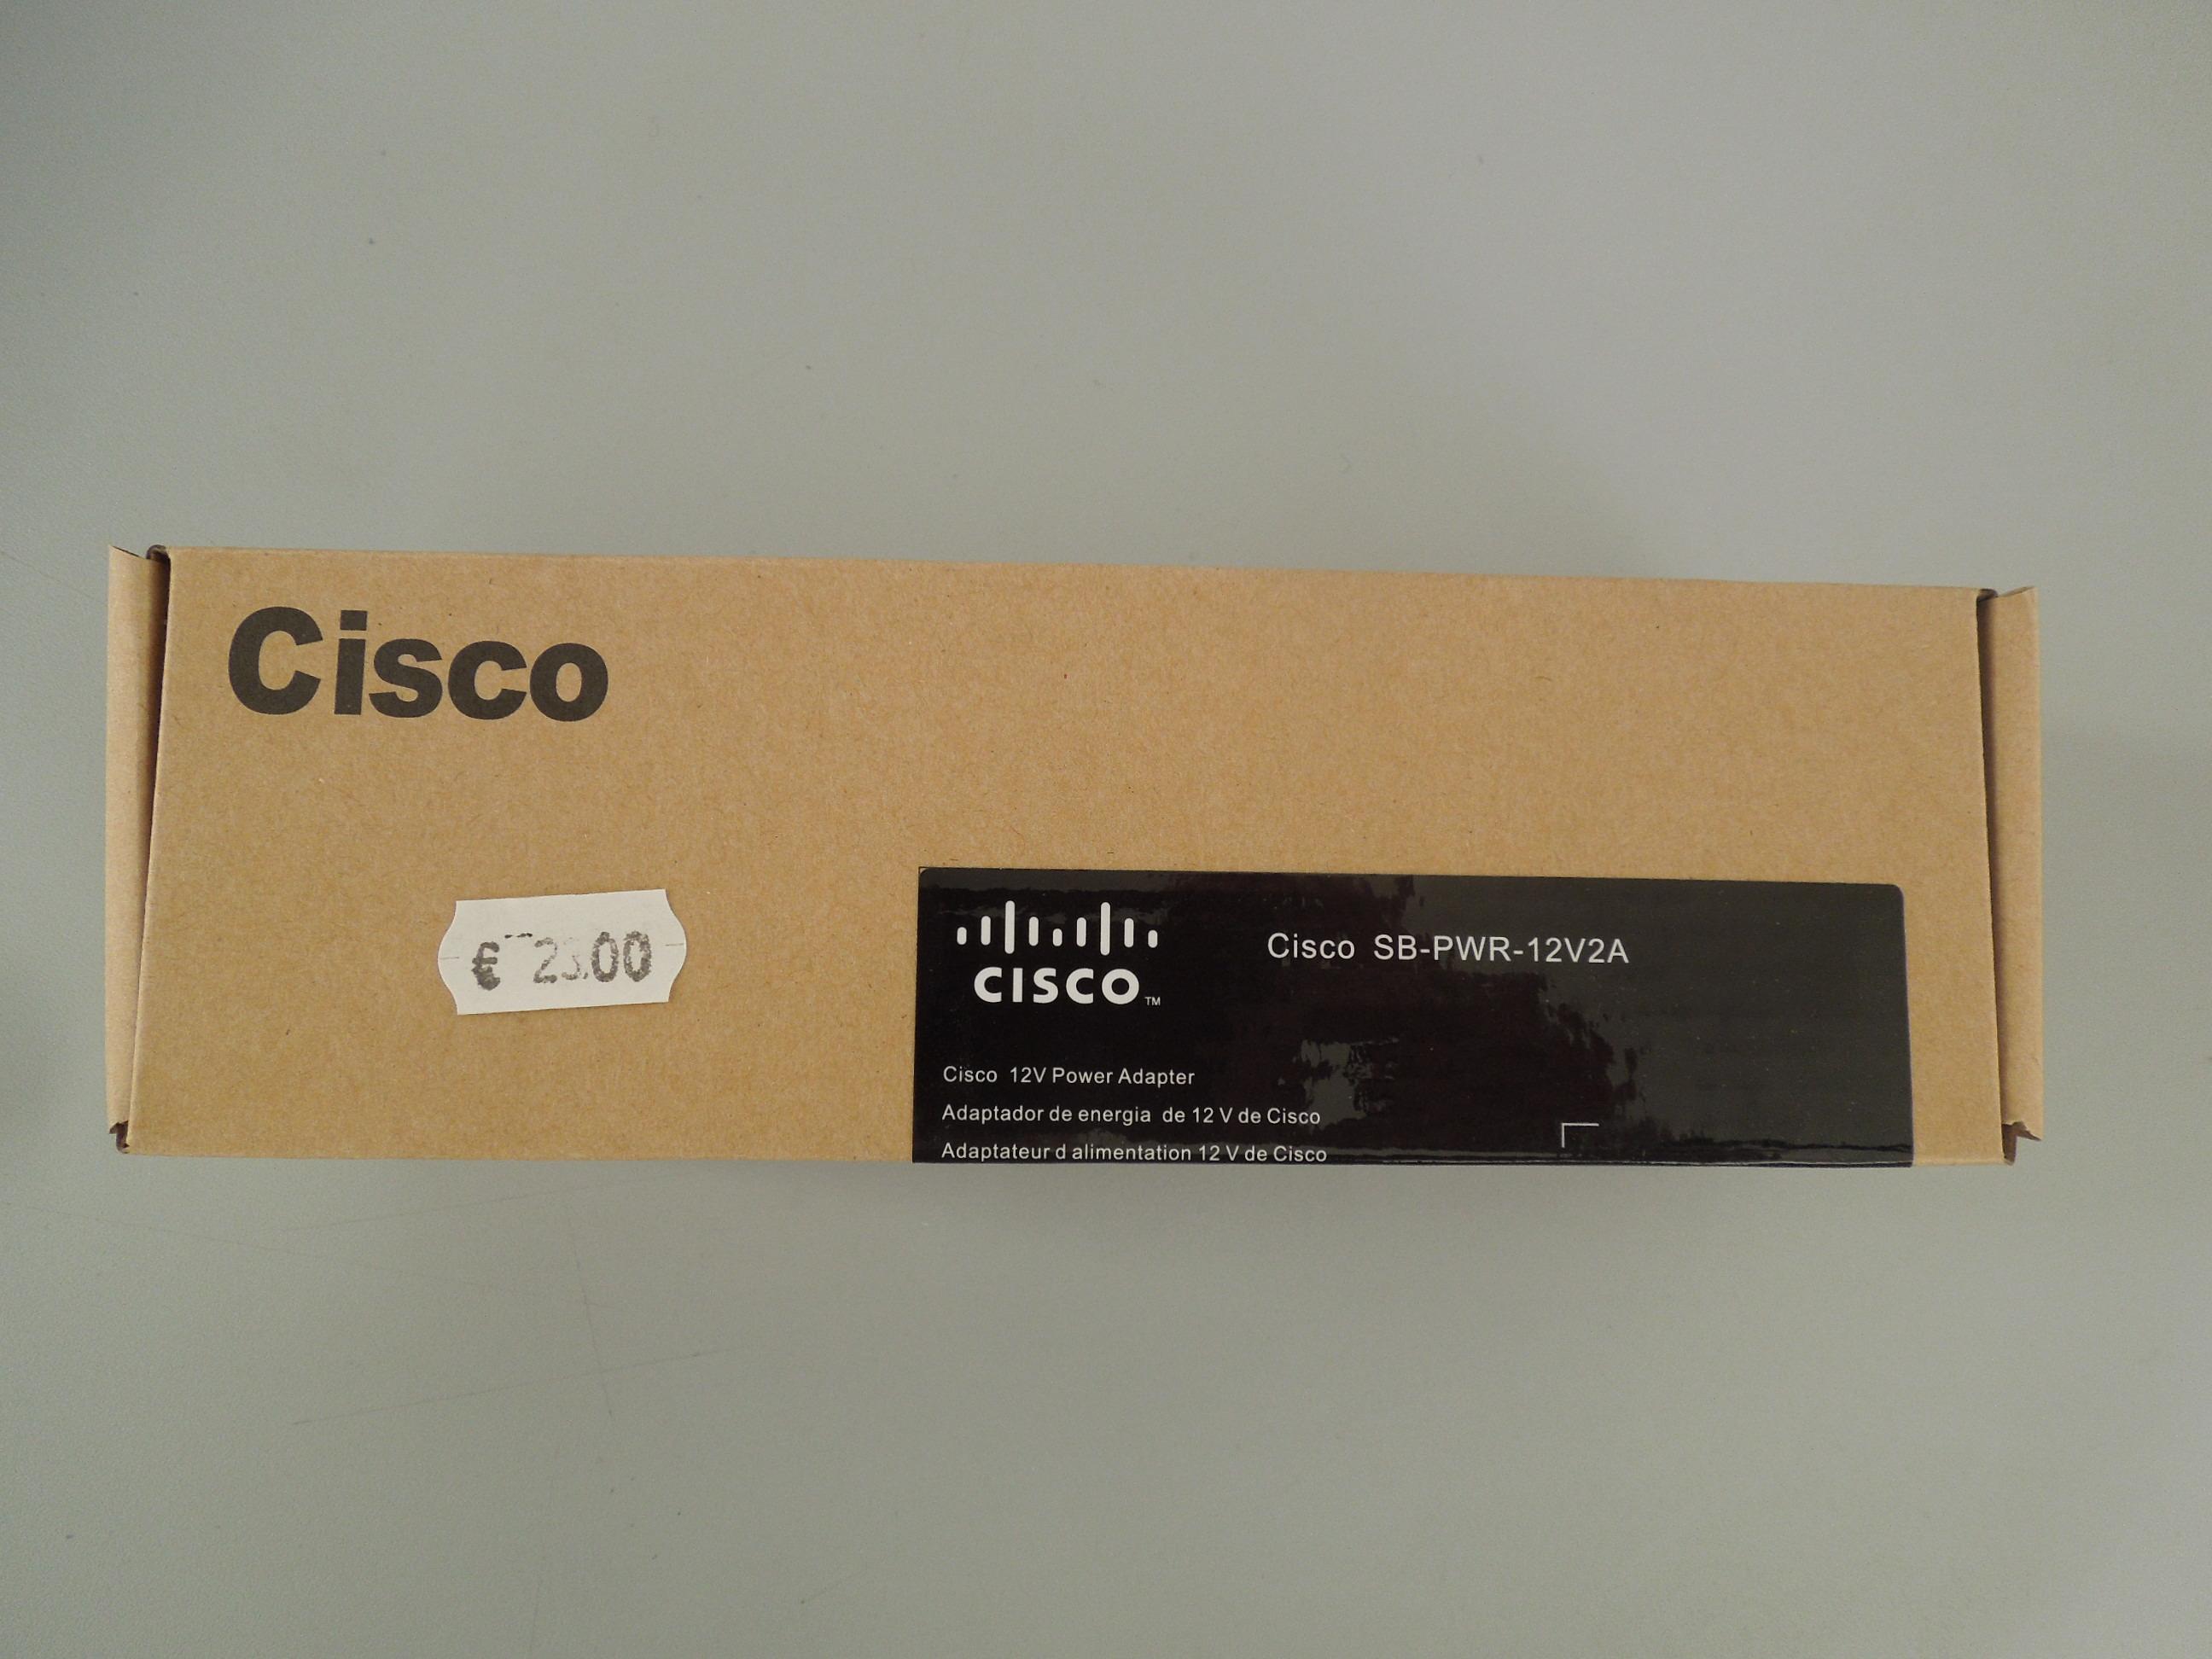 Cisco
€ 23.00
CISCO™
Cisco SB-PWR-12V2A
Cisco 12V Power Adapter
Adaptador de energia de 12 V de Cisco
Adaptateur d alimentation 12 V de Cisco